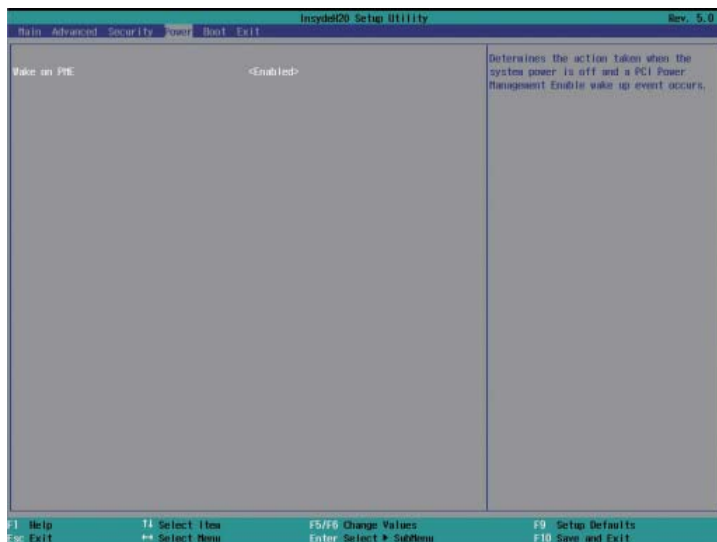 InsydeH20 Setup Utility Rev. 5.0
Main Advanced Security Power Boot Exit
Wake on PME <Enabled>
Determines the action taken when the
system power is off and a PCI Power
Management Enable wake up event occurs.
F1 Help ↑↓ Select Item F5/F6 Change Values F9 Setup Defaults
Esc Exit ↔ Select Menu Enter Select ▶ SubMenu F10 Save and Exit